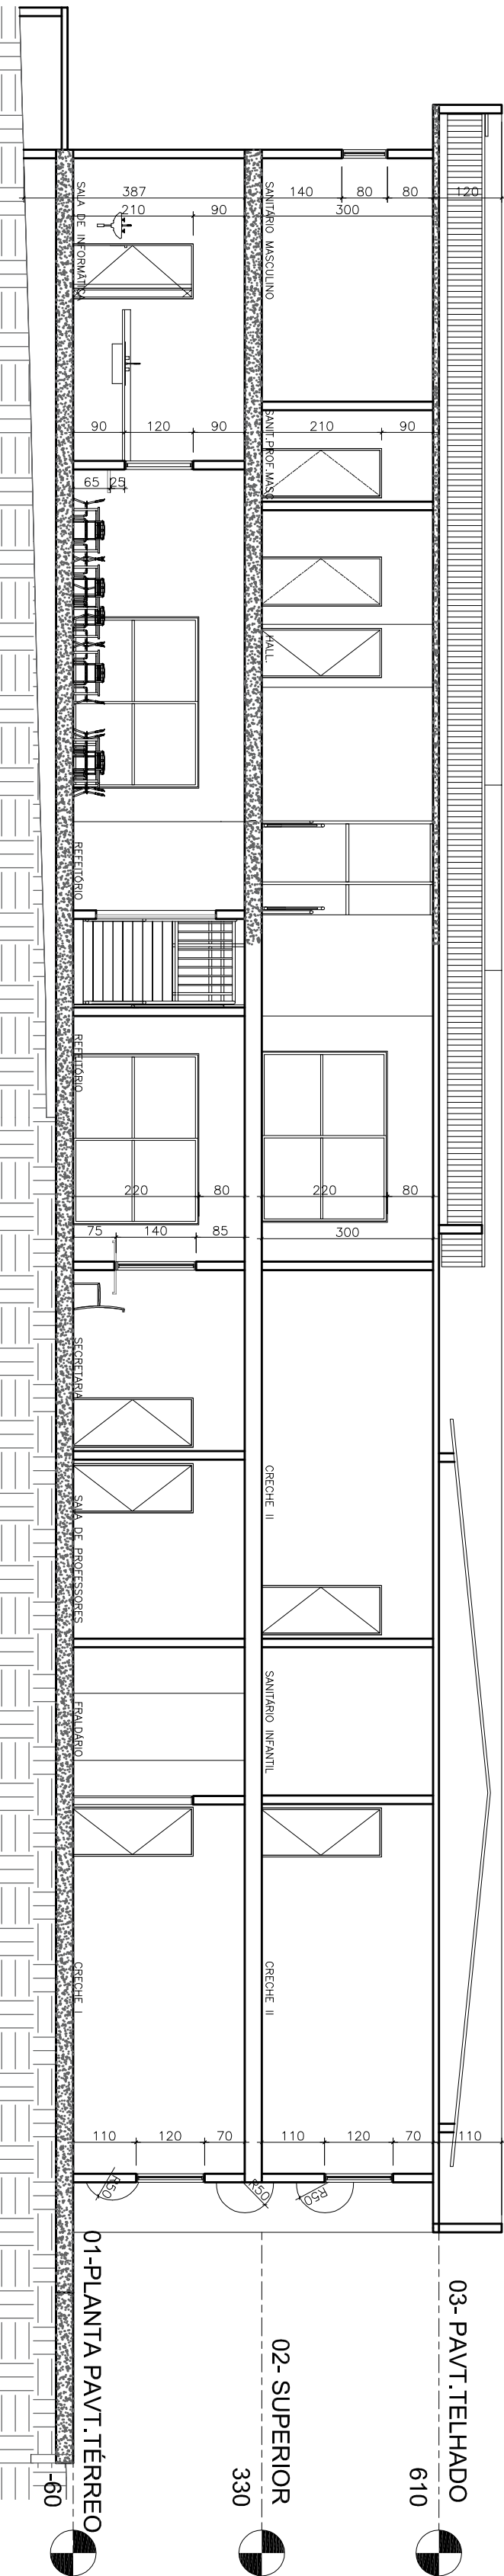 120
110
03- PAVT.TELHADO
610
80
80
140
300
90
210
80
220
300
70
120
110
R50
SANITÁRIO MASCULINO
SANIT.PROF.MASC.
HALL.
CRECHE II
SANITÁRIO INFANTIL
CRECHE II
R50
02- SUPERIOR
330
387
90
210
90
120
90
25
65
80
220
85
140
75
70
120
110
R50
SALA DE INFORMÁTICA
REFEITÓRIO
REFEITÓRIO
SECRETARIA
SALA DE PROFESSORES
FRALDÁRIO
CRECHE I
01-PLANTA PAVT.TÉRREO
-60